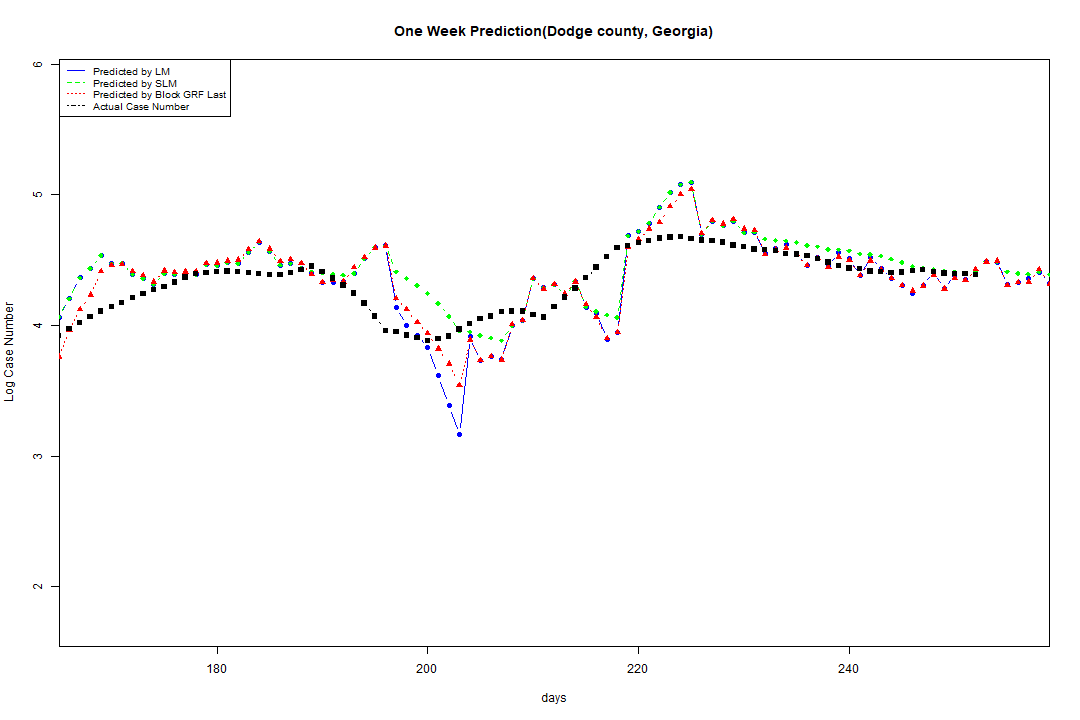 One Week Prediction(Dodge county, Georgia)
Predicted by LM
Predicted by SLM
Predicted by Block GRF Last
Actual Case Number
6
5
4
3
2
Log Case Number
180 200 220 240
days